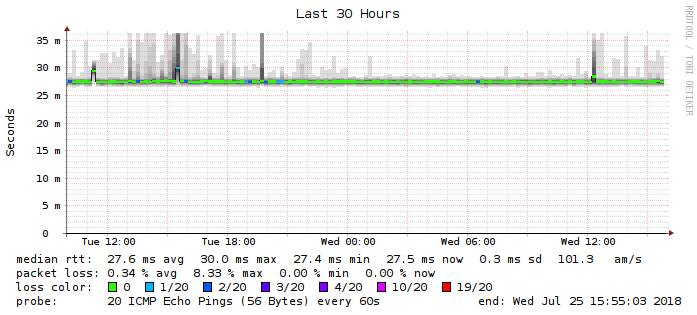 Last 30 Hours
RRDTOOL / TOBI OETIKER
Seconds
35 m
30 m
25 m
20 m
15 m
10 m
5 m
0
Tue 12:00 Tue 18:00 Wed 00:00 Wed 06:00 Wed 12:00
median rtt: 27.6 ms avg 30.0 ms max 27.4 ms min 27.5 ms now 0.3 ms sd 101.3 am/s
packet loss: 0.34 % avg 8.33 % max 0.00 % min 0.00 % now
loss color: 0 1/20 2/20 3/20 4/20 10/20 19/20
probe: 20 ICMP Echo Pings (56 Bytes) every 60s end: Wed Jul 25 15:55:03 2018